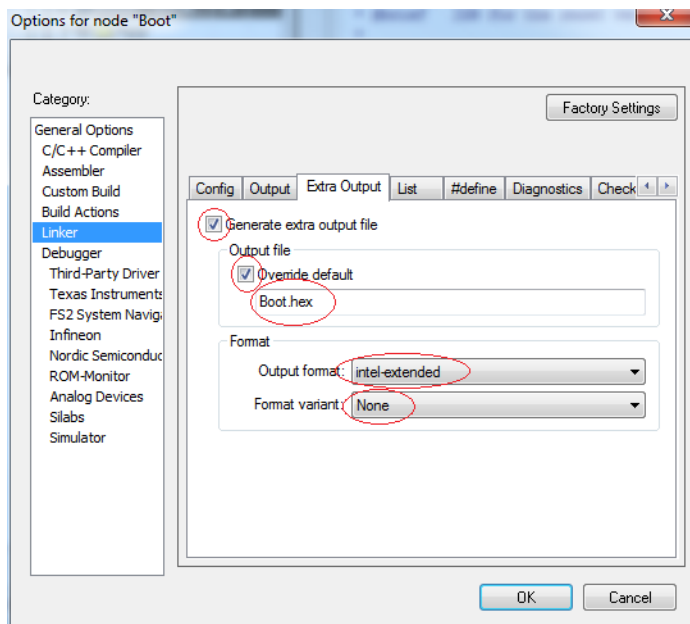 Options for node "Boot"
Category:
Factory Settings
General Options
C/C++ Compiler
Assembler
Custom Build
Build Actions
Linker
Debugger
Third-Party Driver
Texas Instruments
FS2 System Naviga
Infineon
Nordic Semiconduc
ROM-Monitor
Analog Devices
Silabs
Simulator
Config Output Extra Output List #define Diagnostics Check
Generate extra output file
Output file
Override default
Boot.hex
Format
Output format: intel-extended
Format variant: None
OK Cancel